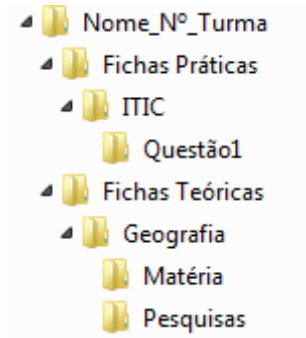 Nome_Nº_Turma
Fichas Práticas
ITIC
Questão1
Fichas Teóricas
Geografia
Matéria
Pesquisas